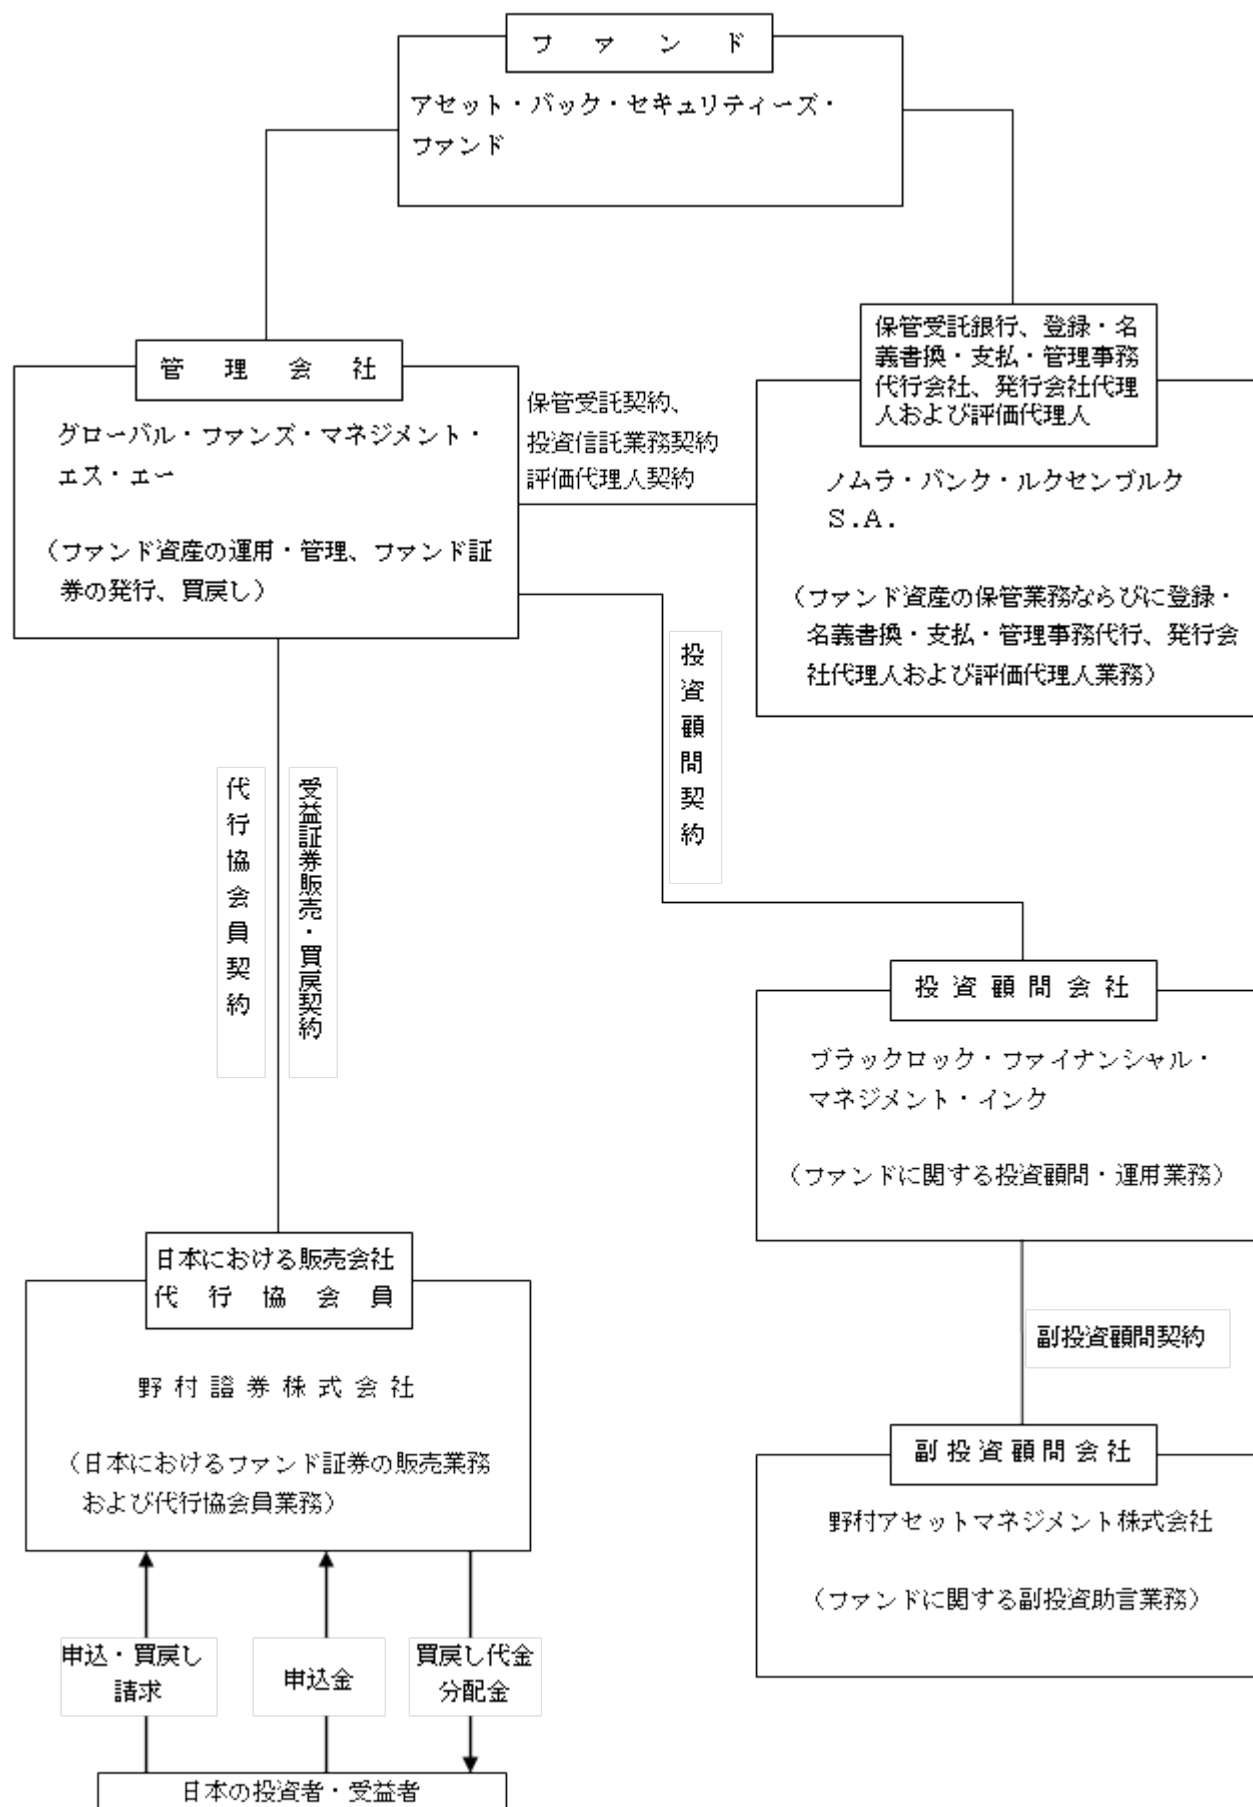 ファンド
アセット・バック・セキュリティーズ・
ファンド
管理会社
グローバル・ファンズ・マネジメント・
エス・エー
（ファンド資産の運用・管理、ファンド証
券の発行、買戻し）
保管受託契約、
投資信託業務契約
評価代理人契約
保管受託銀行、登録・名
義書換・支払・管理事務
代行会社、発行会社代理
人および評価代理人
ノムラ・バンク・ルクセンブルク
S.A.
（ファンド資産の保管業務ならびに登録・
名義書換・支払・管理事務代行、発行会
社代理人および評価代理人業務）
投資顧問契約
代行協会員契約
受益証券販売・買戻契約
投資顧問会社
ブラックロック・ファイナンシャル・
マネジメント・インク
（ファンドに関する投資顧問・運用業務）
日本における販売会社
代行協会員
野村證券株式会社
（日本におけるファンド証券の販売業務
および代行協会員業務）
副投資顧問契約
副投資顧問会社
野村アセットマネジメント株式会社
（ファンドに関する副投資助言業務）
申込・買戻し
請求
申込金
買戻し代金
分配金
日本の投資者・受益者